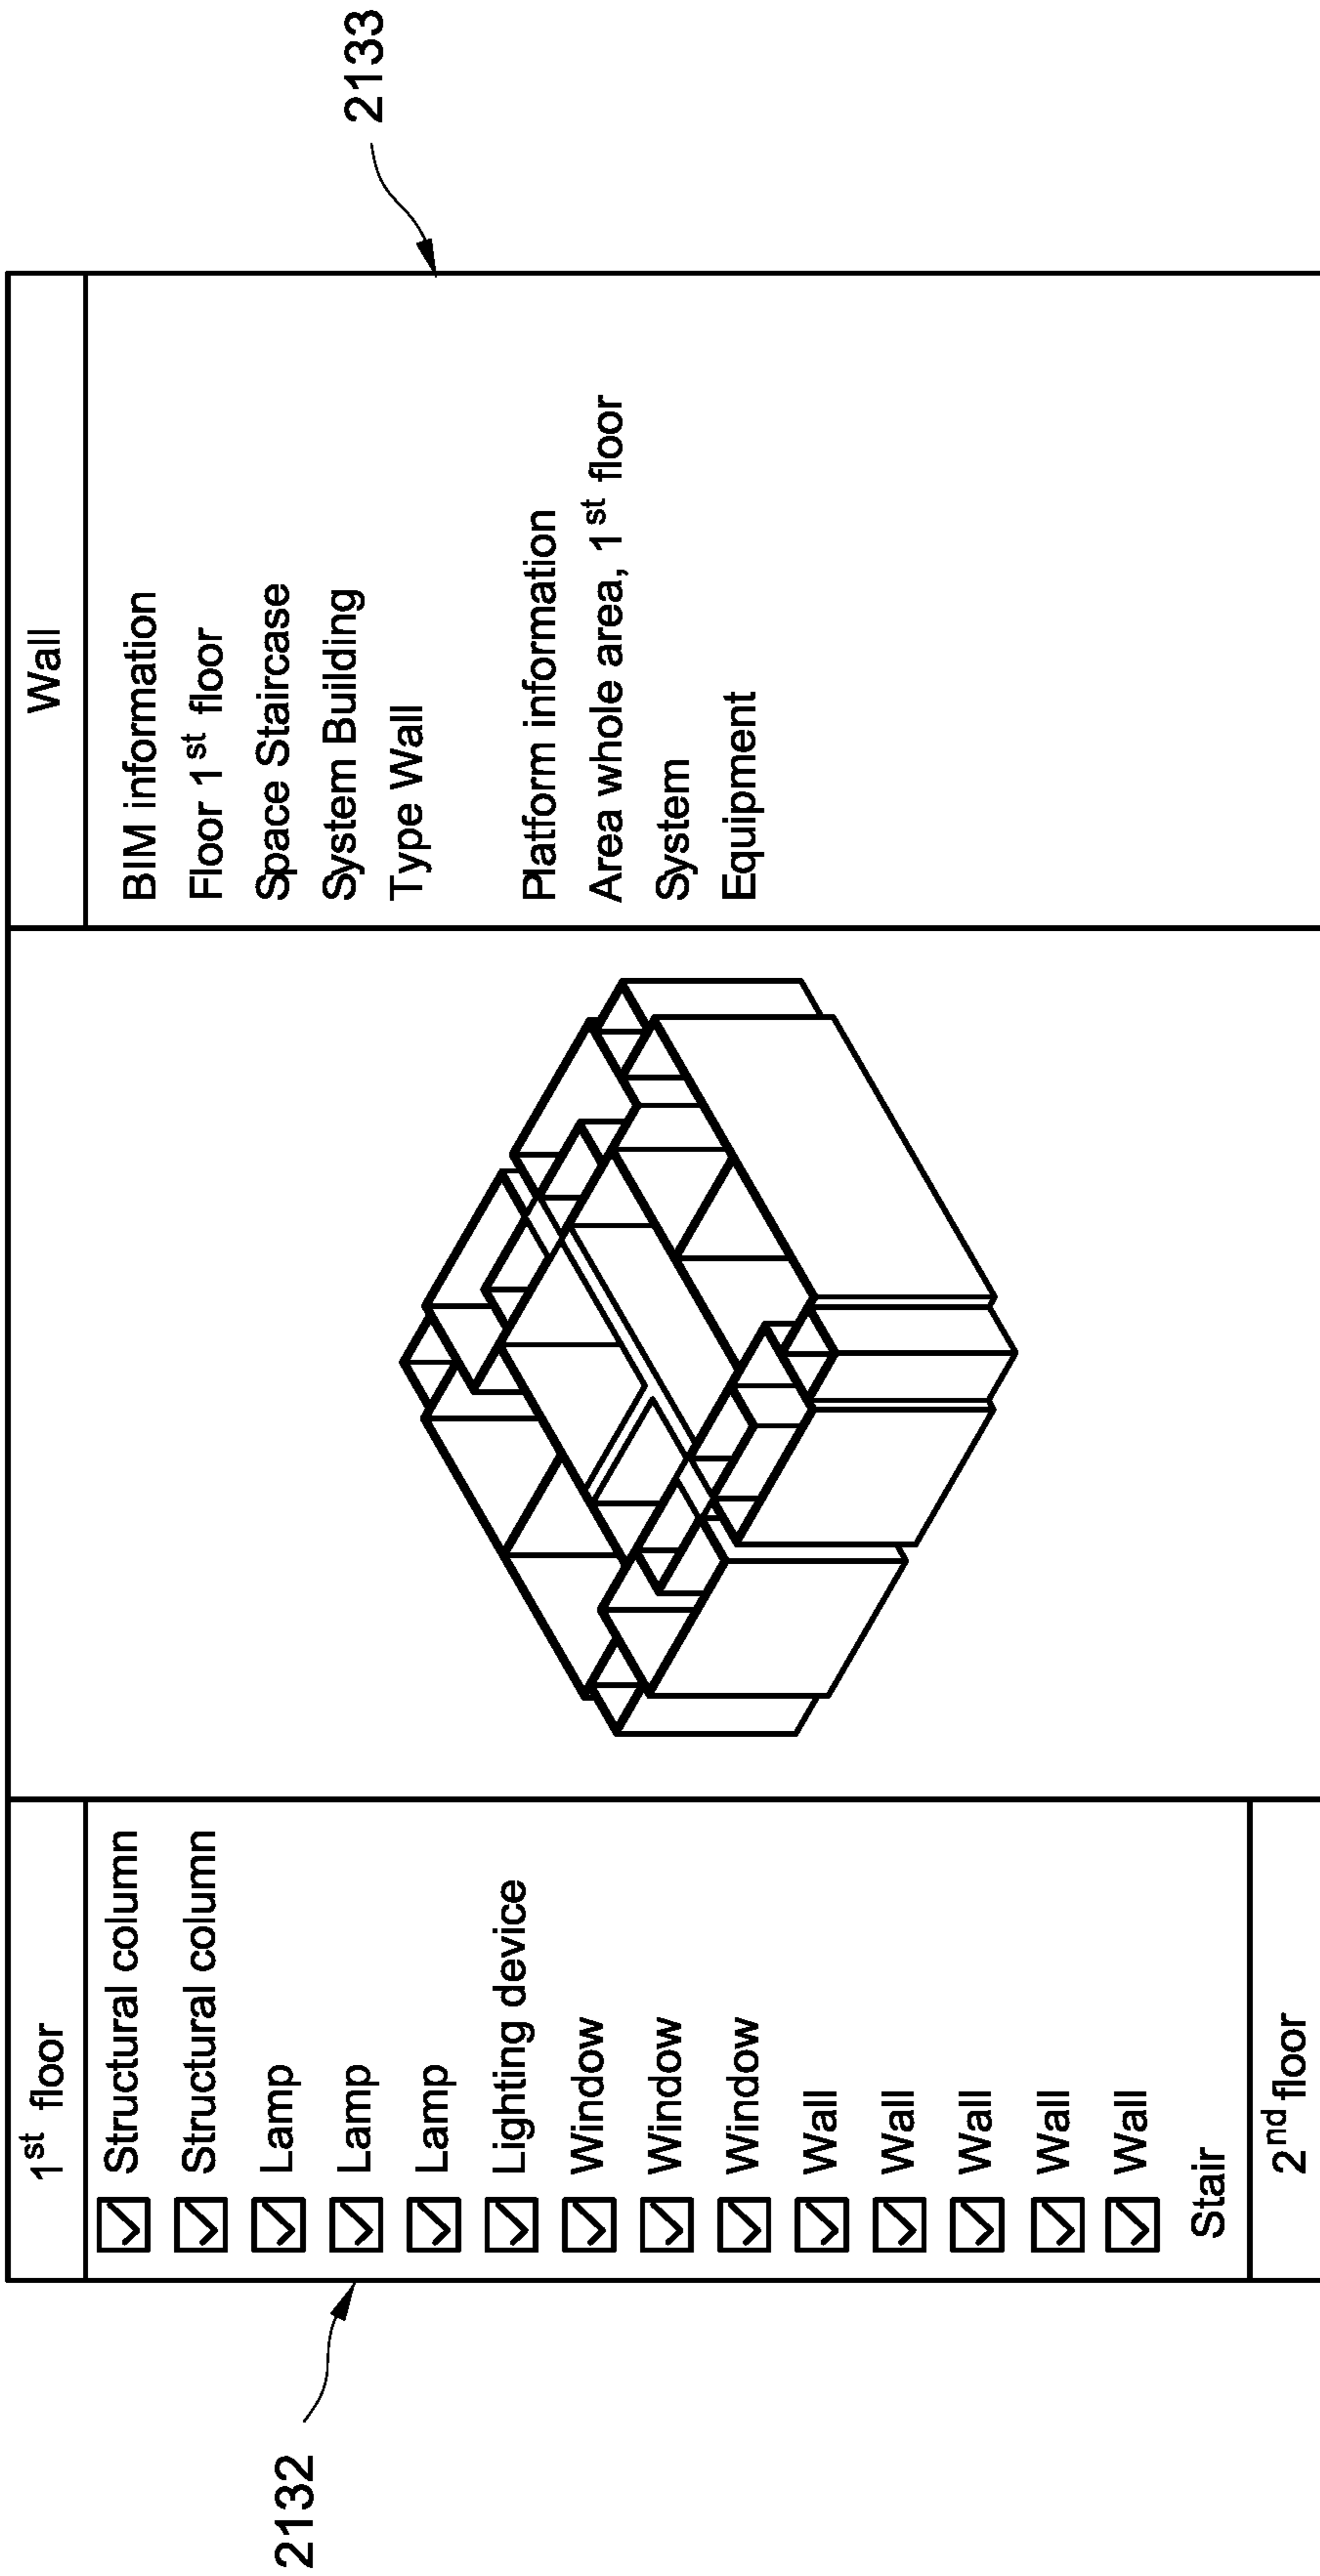 2132
1st floor
Structural column
Structural column
Lamp
Lamp
Lamp
Lighting device
Window
Window
Window
Wall
Wall
Wall
Wall
Wall
Stair
2nd floor
Wall
BIM information
Floor 1st floor
Space Staircase
System Building
Type Wall
Platform information
Area whole area, 1st floor
System
Equipment
2133